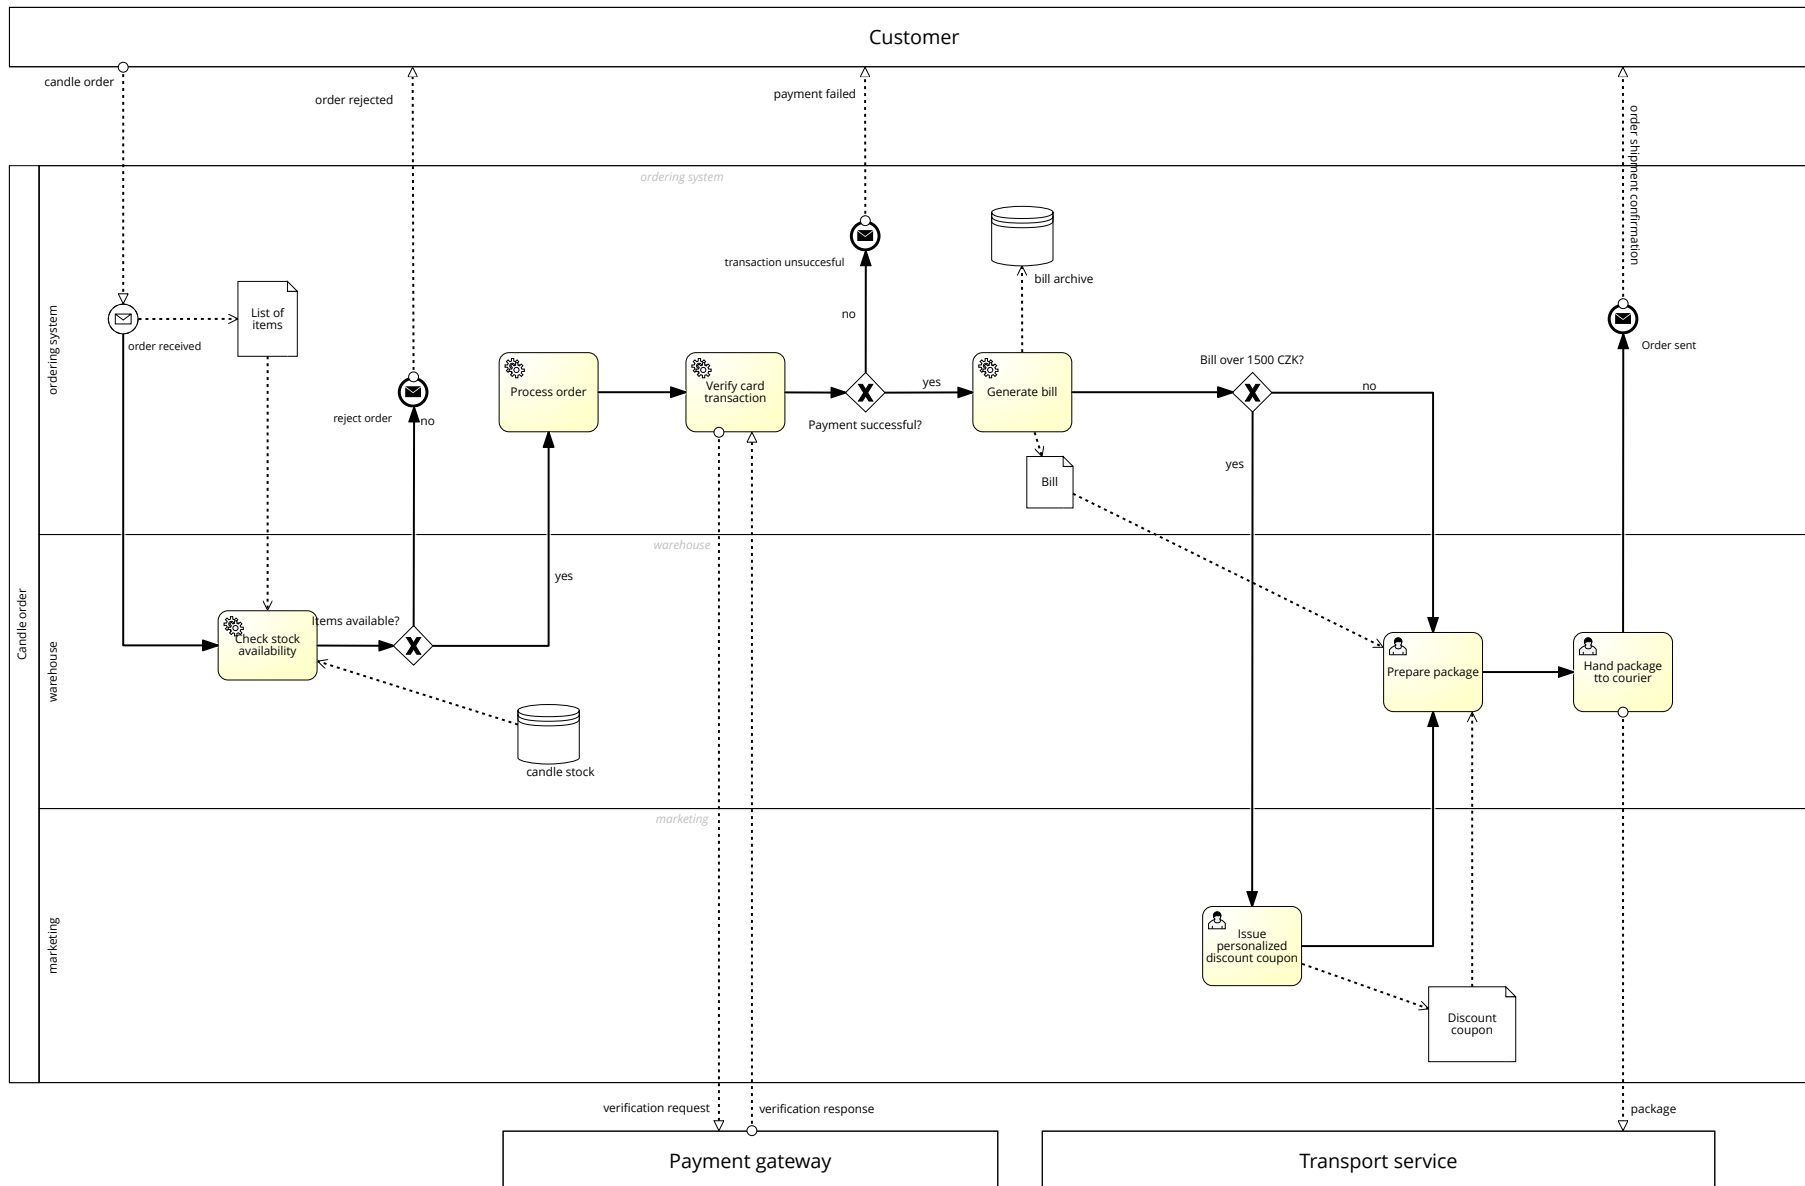 Customer
candle order
order rejected
payment failed
order shipment confirmation
Candle order
ordering system
ordering system
order received
List of
items
reject order
no
Process order
Verify card
transaction
transaction unsuccesful
no
Payment successful?
yes
Generate bill
bill archive
Bill
Bill over 1500 CZK?
no
yes
Order sent
warehouse
warehouse
Check stock
availability
Items available?
yes
candle stock
Prepare package
Hand package
tto courier
marketing
marketing
Issue
personalized
discount coupon
Discount
coupon
verification request
verification response
package
Payment gateway
Transport service